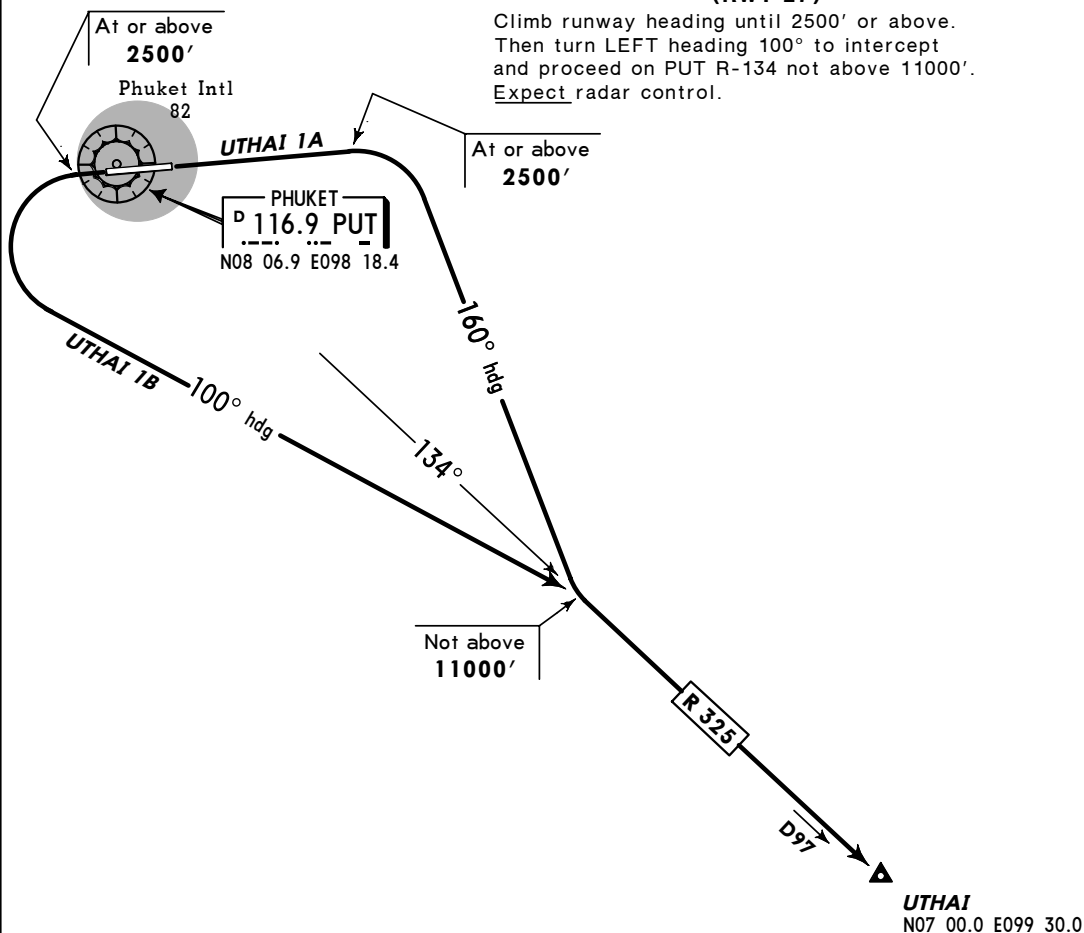 Climb runway heading until 2500' or above.
Then turn LEFT heading 100° to intercept
and proceed on PUT R-134 not above 11000'.
Expect radar control.
At or above
2500'
Phuket Intl
82
UTHAI 1A
At or above
2500'
PHUKET
D 116.9 PUT
N08 06.9 E098 18.4
160° hdg
UTHAI 1B
100° hdg
134°
Not above
11000'
R 325
D97
UTHAI
N07 00.0 E099 30.0